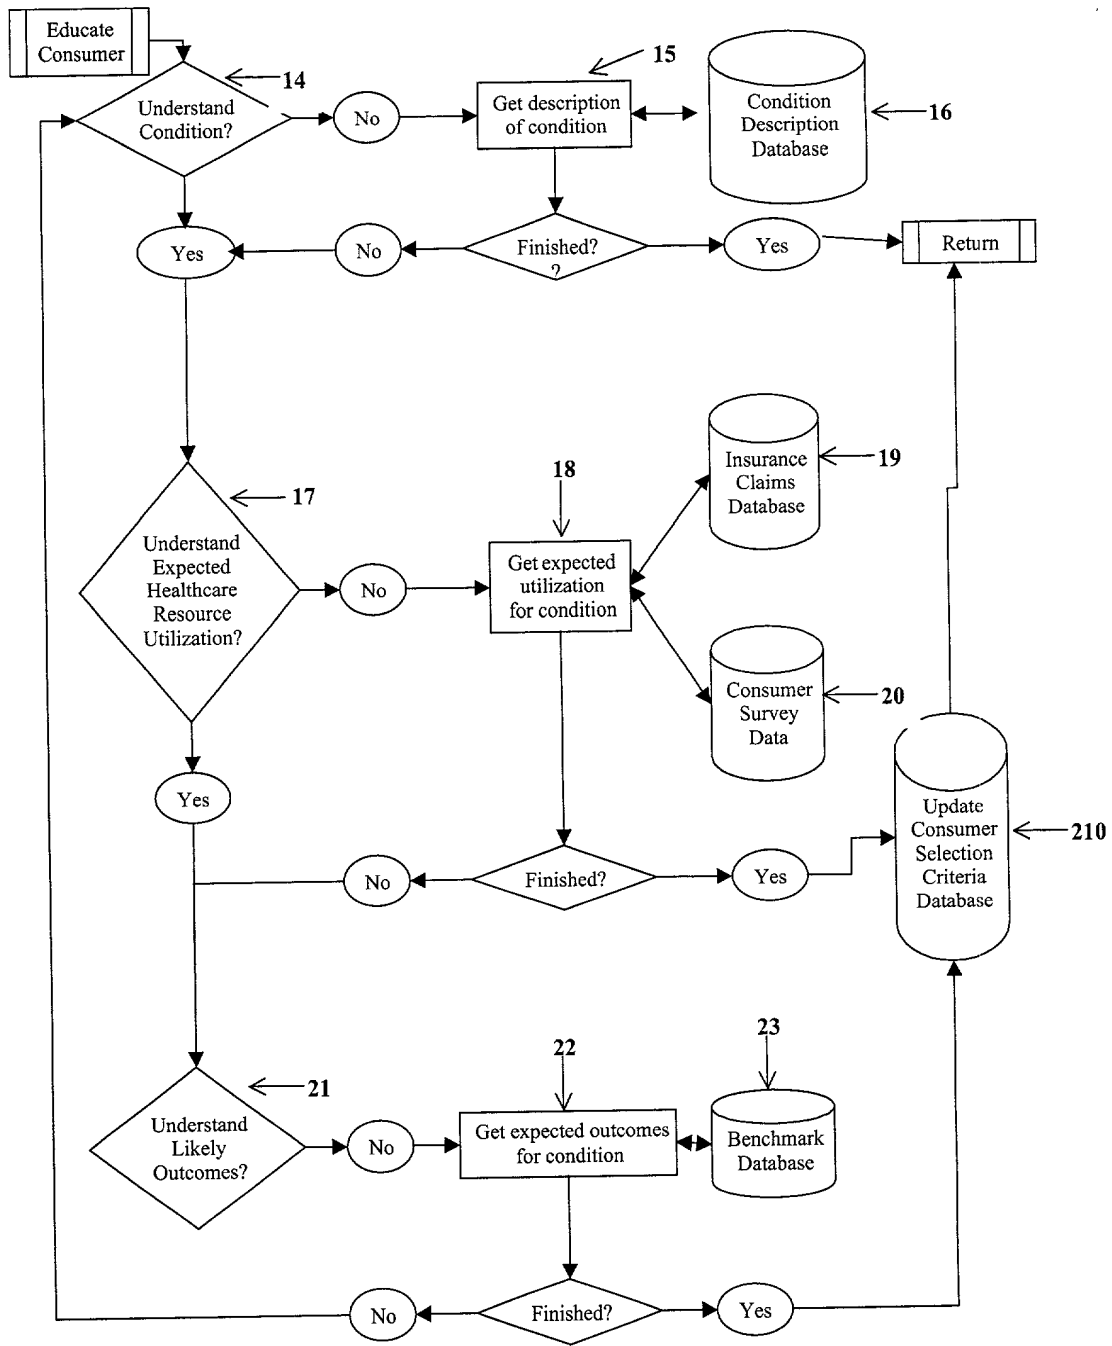 Educate
Consumer
14
Understand
Condition?
No
15
Get description
of condition
Condition
Description
Database
16
Yes
No
Finished?
?
Yes
Return
17
Understand
Expected
Healthcare
Resource
Utilization?
No
18
Get expected
utilization
for condition
Insurance
Claims
Database
19
Consumer
Survey
Data
20
Yes
No
Finished?
Yes
Update
Consumer
Selection
Criteria
Database
210
21
Understand
Likely
Outcomes?
No
22
Get expected outcomes
for condition
23
Benchmark
Database
No
Finished?
Yes